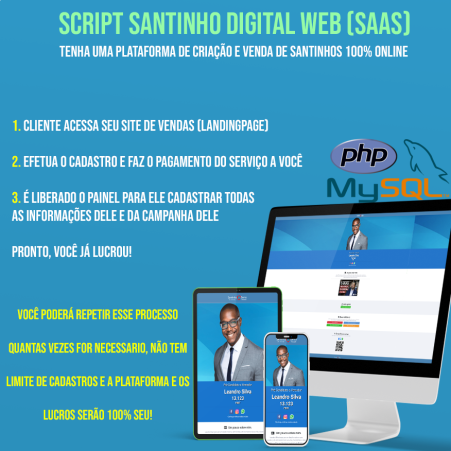 SCRIPT SANTINHO DIGITAL WEB (SAAS)
TENHA UMA PLATAFORMA DE CRIAÇÃO E VENDA DE SANTINHOS 100% ONLINE
1. CLIENTE ACESSA SEU SITE DE VENDAS (LANDINGPAGE)
2. EFETUA O CADASTRO E FAZ O PAGAMENTO DO SERVIÇO A VOCÊ
3. É LIBERADO O PAINEL PARA ELE CADASTRAR TODAS
AS INFORMAÇÕES DELE E DA CAMPANHA DELE
PRONTO, VOCÊ JÁ LUCROU!
VOCÊ PODERÁ REPETIR ESSE PROCESSO
QUANTAS VEZES FOR NECESSARIO, NÃO TEM
LIMITE DE CADASTROS E A PLATAFORMA E OS
LUCROS SERÃO 100% SEU!
php
MySQL
Leandro Silva
13.123
Leandro Silva
13.123